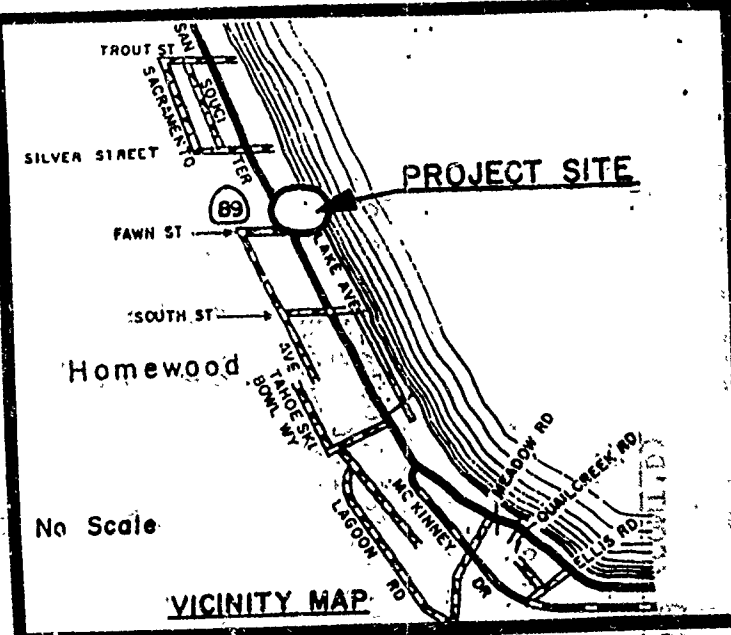 TROUT ST
SAN SOUCI TER
SACRAMENTO
SILVER STREET
PROJECT SITE
89
FAWN ST
LAKE AVE
SOUTH ST
Homewood
AVE
TAHOE SKI
BOWL WY
MEADOW RD
QUAILCREEK RD
MC KINNEY DR
ELLIS RD
LAGOON RD
No Scale
VICINITY MAP